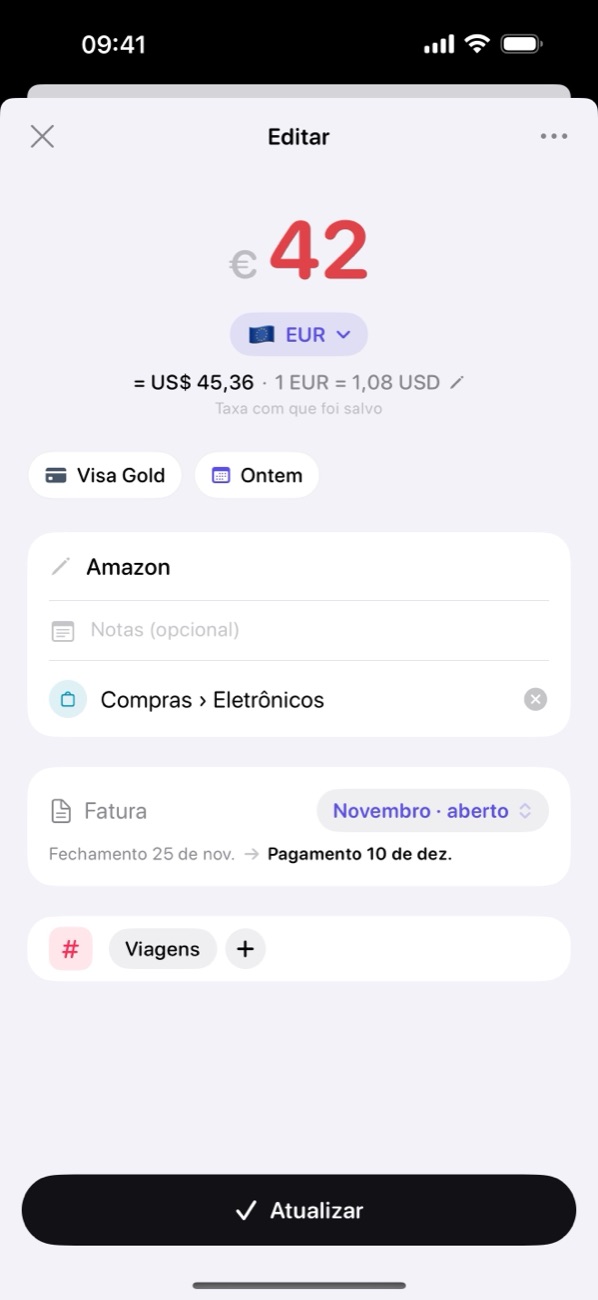 09:41
Editar
€ 42
EUR
= US$ 45,36 · 1 EUR = 1,08 USD
Taxa com que foi salvo
Visa Gold Ontem
Amazon
Notas (opcional)
Compras › Eletrônicos
Fatura Novembro · aberto
Fechamento 25 de nov. → Pagamento 10 de dez.
# Viagens +
Atualizar